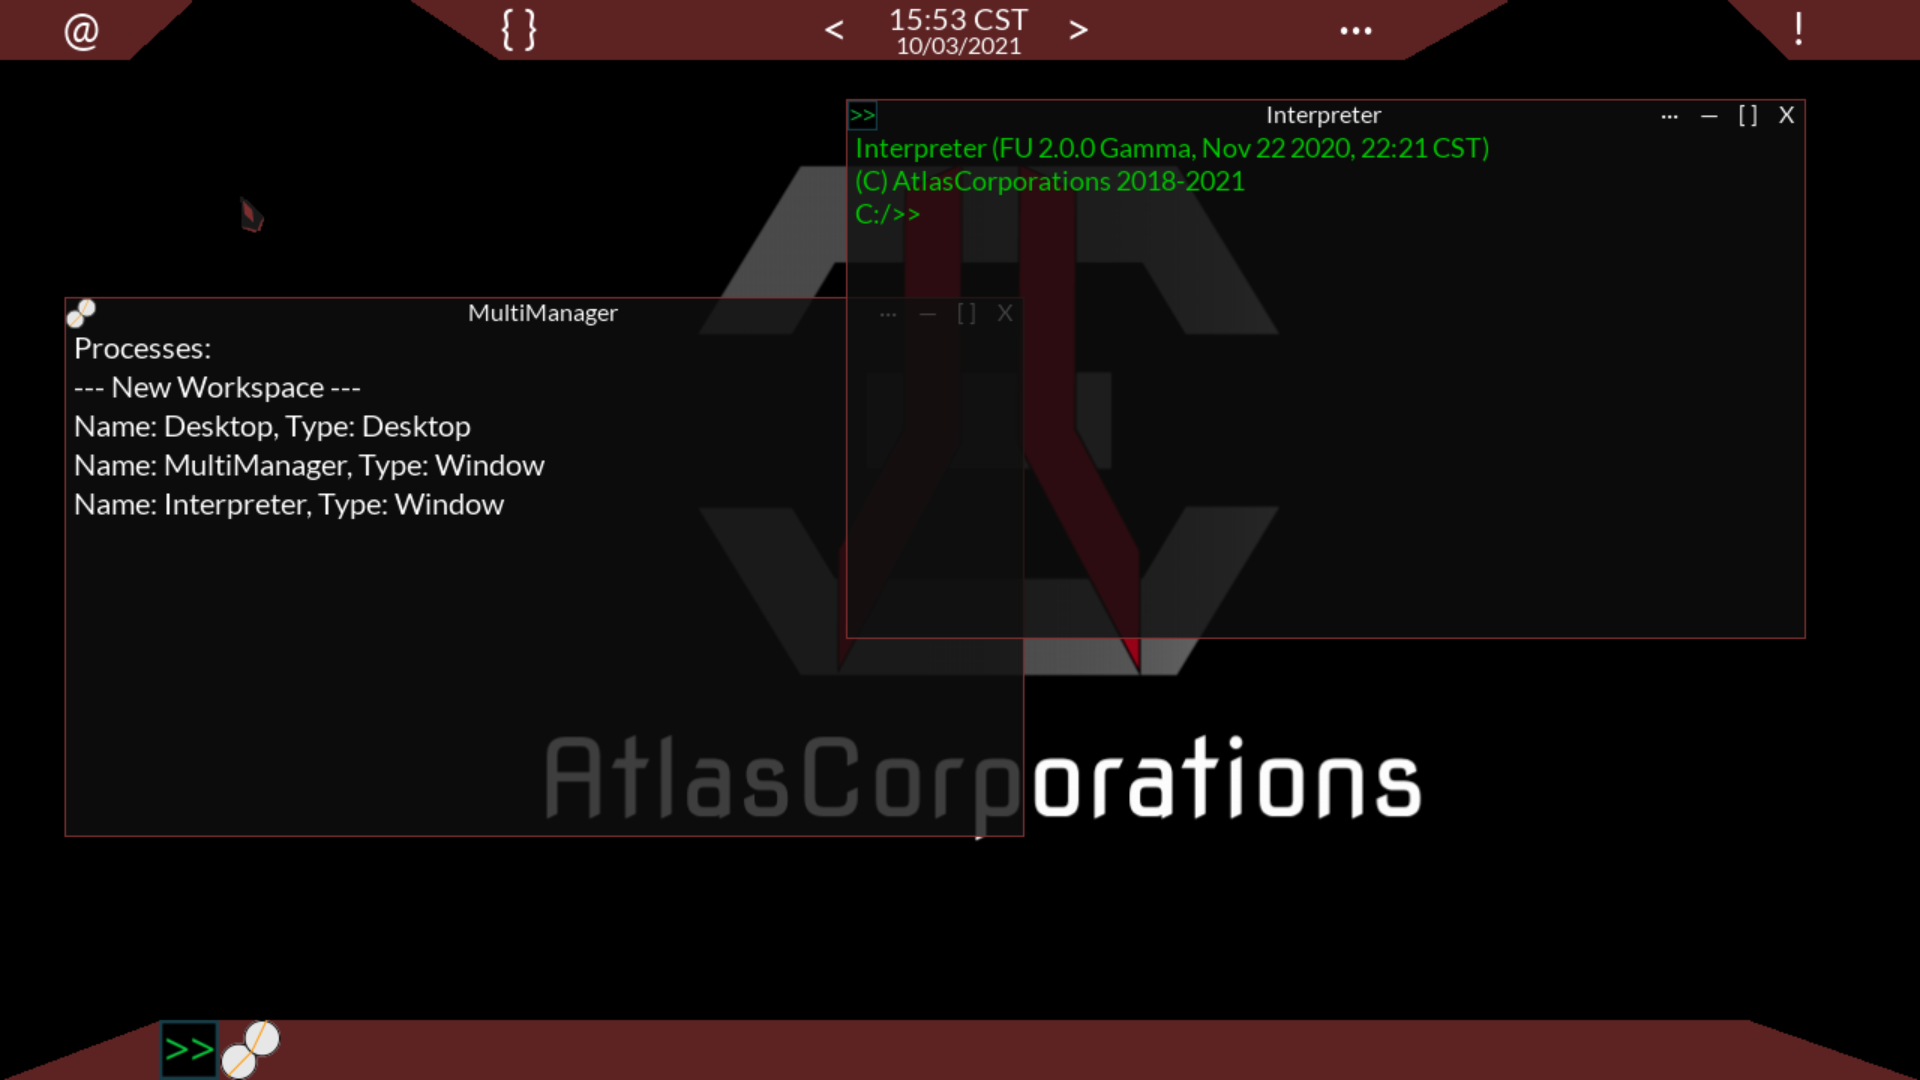 @
{ }
<
15:53 CST
10/03/2021
>
...
!
>>
Interpreter
... — [ ] X
Interpreter (FU 2.0.0 Gamma, Nov 22 2020, 22:21 CST)
(C) AtlasCorporations 2018-2021
C:/>>
MultiManager
... — [ ] X
Processes:
--- New Workspace ---
Name: Desktop, Type: Desktop
Name: MultiManager, Type: Window
Name: Interpreter, Type: Window
AtlasCorporations
>>